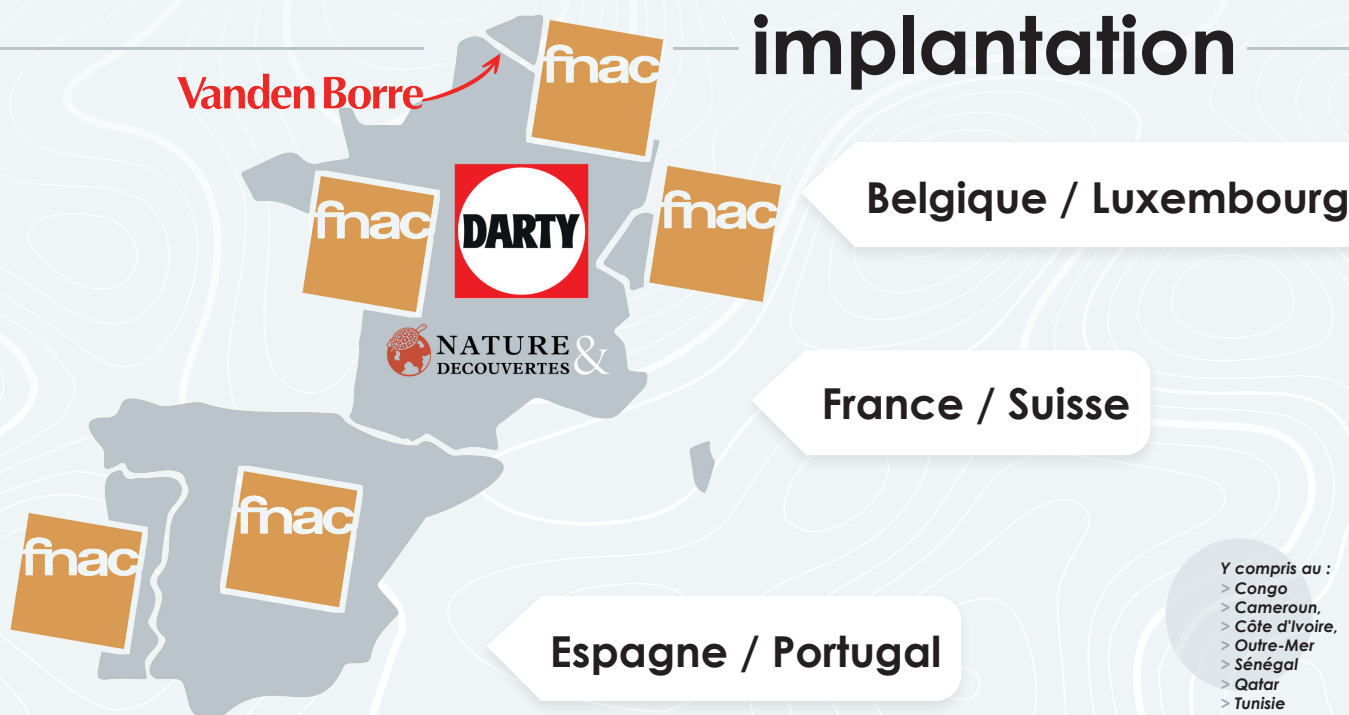 implantation
fnac
Vanden Borre
Belgique / Luxembourg
fnac
DARTY
fnac
NATURE &
DECOUVERTES
France / Suisse
fnac
fnac
Espagne / Portugal
Y compris au :
> Congo
> Cameroun,
> Côte d'Ivoire,
> Outre-Mer
> Sénégal
> Qatar
> Tunisie